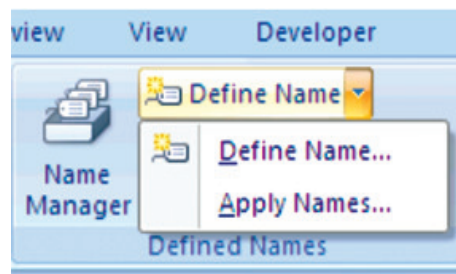 view View Developer
Define Name
Define Name...
Apply Names...
Name
Manager
Defined Names